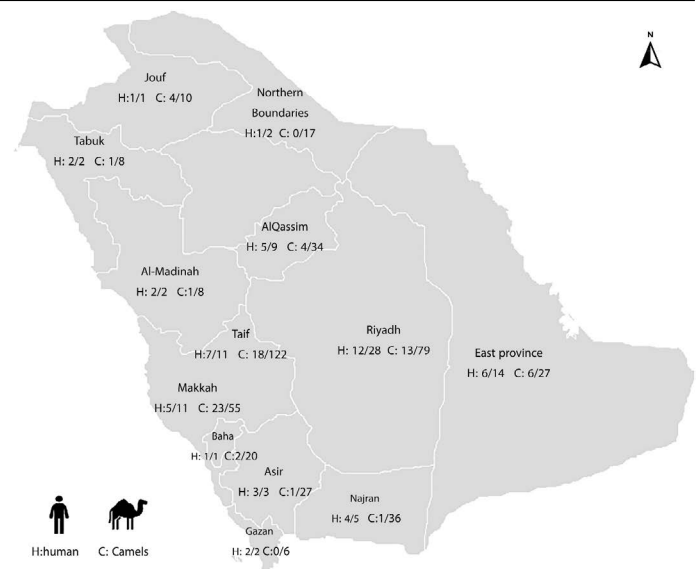 N
Jouf
H:1/1 C: 4/10
Northern
Boundaries
H:1/2 C: 0/17
Tabuk
H: 2/2 C: 1/8
AlQassim
H: 5/9 C: 4/34
Al-Madinah
H: 2/2 C:1/8
Taif
H:7/11 C: 18/122
Riyadh
H: 12/28 C: 13/79
East province
H: 6/14 C: 6/27
Makkah
H:5/11 C: 23/55
Baha
H: 1/1 C:2/20
Asir
H: 3/3 C:1/27
Najran
H: 4/5 C:1/36
Gazan
H: 2/2 C:0/6
H:human C: Camels